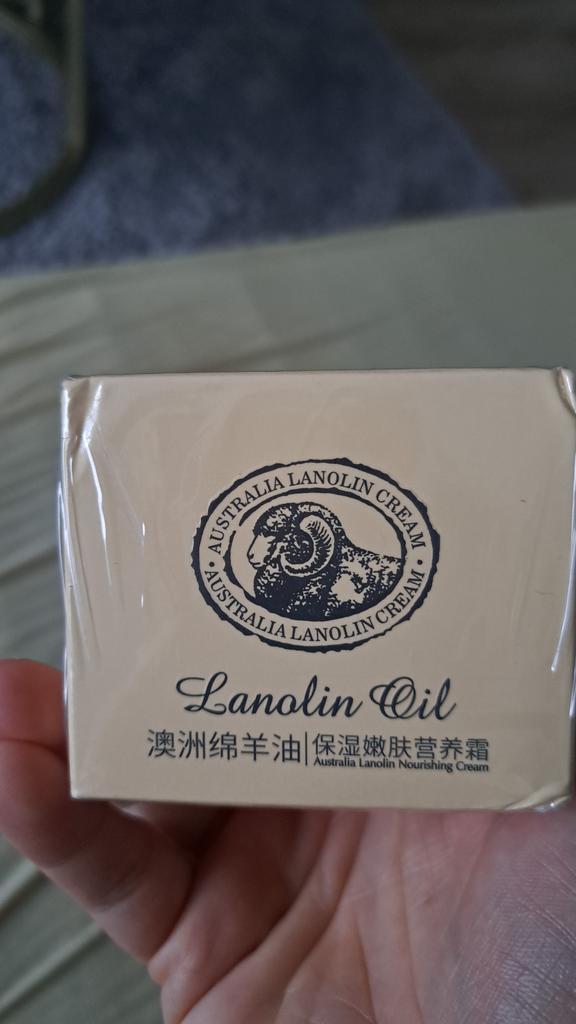 AUSTRALIA LANOLIN CREAM
AUSTRALIA LANOLIN CREAM
Lanolin Oil
澳洲绵羊油|保湿嫩肤营养霜
Australia Lanolin Nourishing Cream